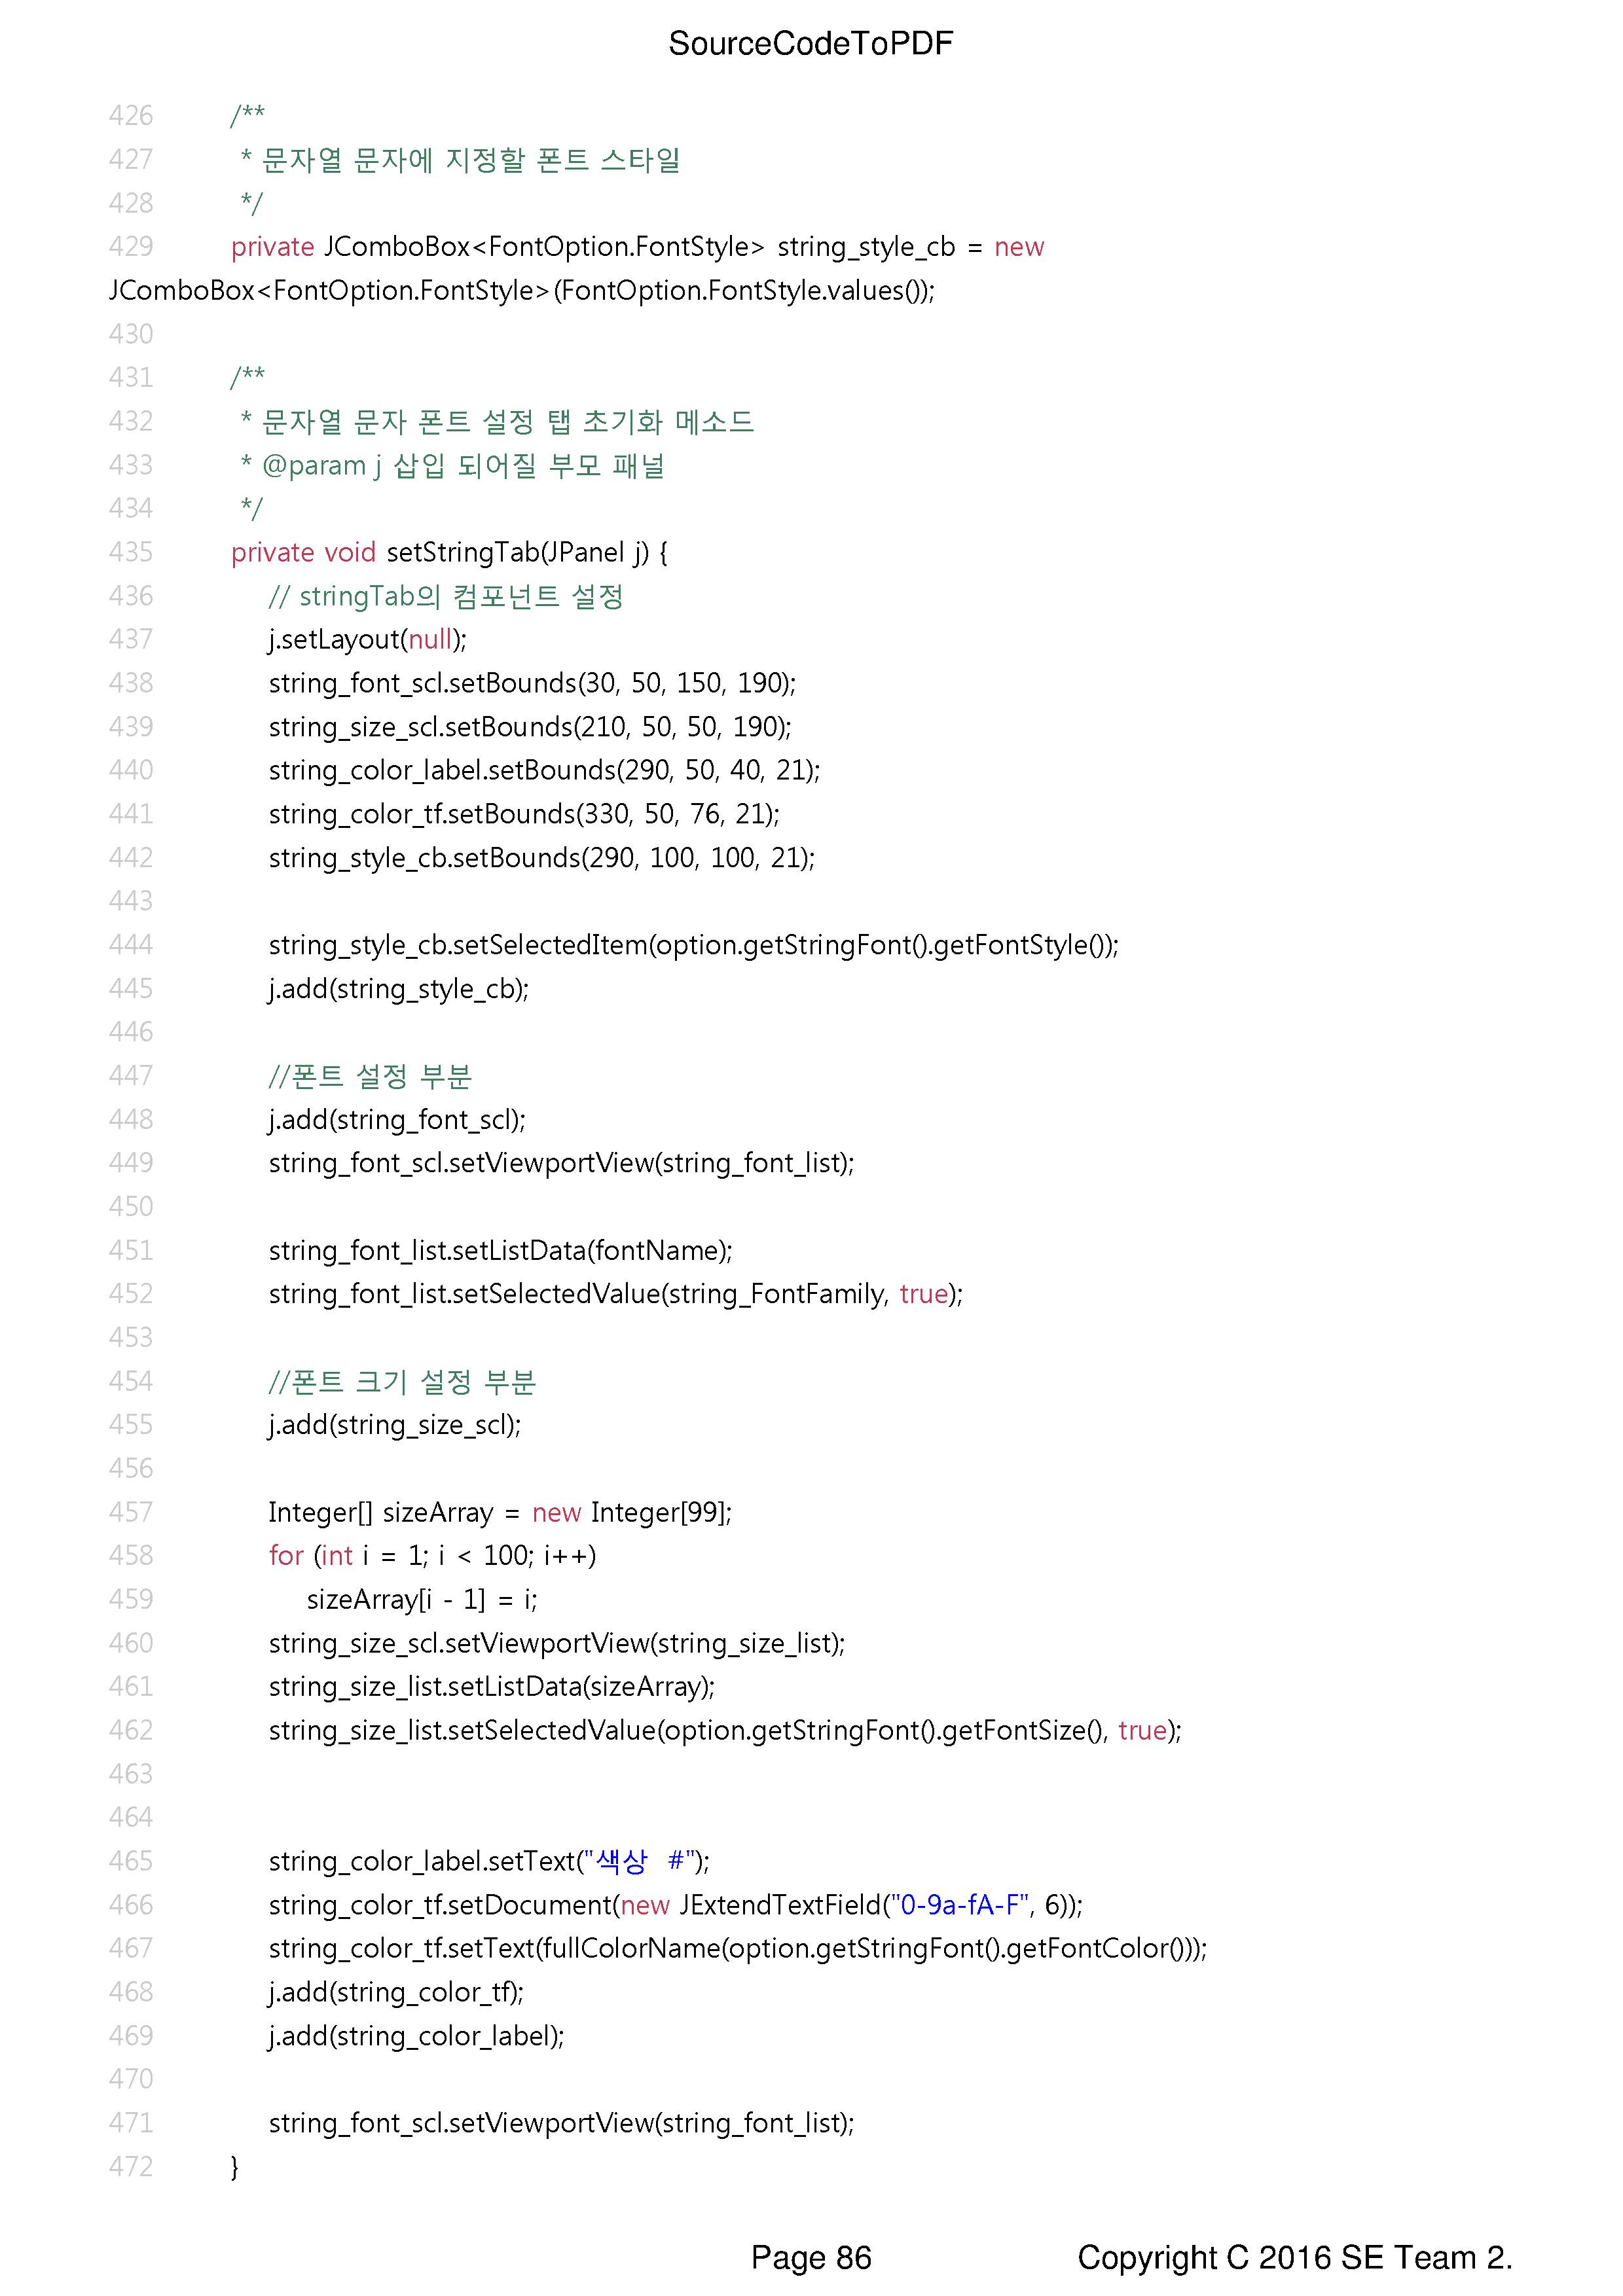 SourceCodeToPDF
426 /**
427 * 문자열 문자에 지정할 폰트 스타일
428 */
429 private JComboBox<FontOption.FontStyle> string_style_cb = new
JComboBox<FontOption.FontStyle>(FontOption.FontStyle.values());
430
431 /**
432 * 문자열 문자 폰트 설정 탭 초기화 메소드
433 * @param j 삽입 되어질 부모 패널
434 */
435 private void setStringTab(JPanel j) {
436 // stringTab의 컴포넌트 설정
437 j.setLayout(null);
438 string_font_scl.setBounds(30, 50, 150, 190);
439 string_size_scl.setBounds(210, 50, 50, 190);
440 string_color_label.setBounds(290, 50, 40, 21);
441 string_color_tf.setBounds(330, 50, 76, 21);
442 string_style_cb.setBounds(290, 100, 100, 21);
443
444 string_style_cb.setSelectedItem(option.getStringFont().getFontStyle());
445 j.add(string_style_cb);
446
447 //폰트 설정 부분
448 j.add(string_font_scl);
449 string_font_scl.setViewportView(string_font_list);
450
451 string_font_list.setListData(fontName);
452 string_font_list.setSelectedValue(string_FontFamily, true);
453
454 //폰트 크기 설정 부분
455 j.add(string_size_scl);
456
457 Integer[] sizeArray = new Integer[99];
458 for (int i = 1; i < 100; i++)
459 sizeArray[i - 1] = i;
460 string_size_scl.setViewportView(string_size_list);
461 string_size_list.setListData(sizeArray);
462 string_size_list.setSelectedValue(option.getStringFont().getFontSize(), true);
463
464
465 string_color_label.setText("색상  #");
466 string_color_tf.setDocument(new JExtendTextField("0-9a-fA-F", 6));
467 string_color_tf.setText(fullColorName(option.getStringFont().getFontColor()));
468 j.add(string_color_tf);
469 j.add(string_color_label);
470
471 string_font_scl.setViewportView(string_font_list);
472 }
Page 86 Copyright C 2016 SE Team 2.